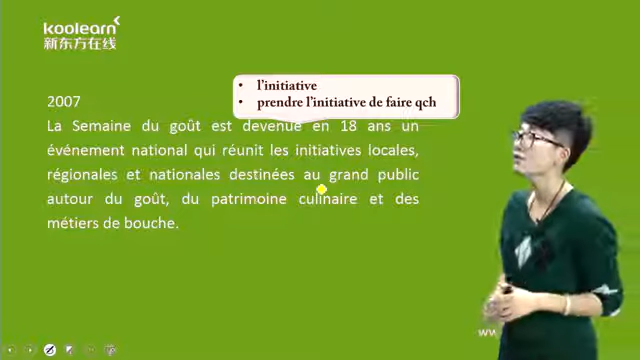 koolearn
新东方在线
• l'initiative
• prendre l'initiative de faire qch
2007
La Semaine du goût est devenue en 18 ans un
événement national qui réunit les initiatives locales,
régionales et nationales destinées au grand public
autour du goût, du patrimoine culinaire et des
métiers de bouche.